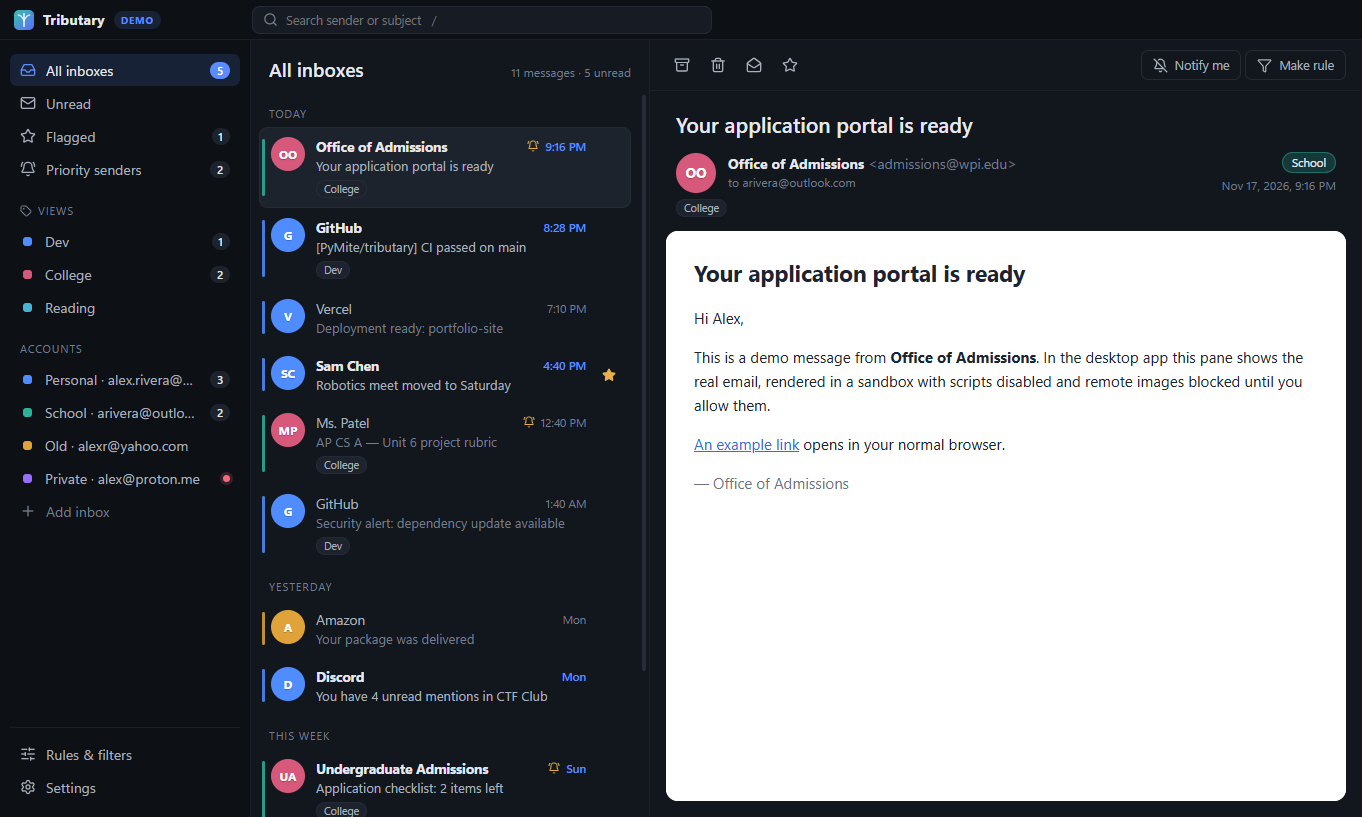 Tributary DEMO
Search sender or subject /
All inboxes 5
Unread
Flagged 1
Priority senders 2
VIEWS
Dev 1
College 2
Reading
ACCOUNTS
Personal · alex.rivera@... 3
School · arivera@outlo... 2
Old · alexr@yahoo.com
Private · alex@proton.me
Add inbox
Rules & filters
Settings
All inboxes
11 messages · 5 unread
TODAY
OO
Office of Admissions 9:16 PM
Your application portal is ready
College
G
GitHub 8:28 PM
[PyMite/tributary] CI passed on main
Dev
V
Vercel 7:10 PM
Deployment ready: portfolio-site
SC
Sam Chen 4:40 PM
Robotics meet moved to Saturday
MP
Ms. Patel 12:40 PM
AP CS A — Unit 6 project rubric
College
G
GitHub 1:40 AM
Security alert: dependency update available
Dev
YESTERDAY
A
Amazon Mon
Your package was delivered
D
Discord Mon
You have 4 unread mentions in CTF Club
THIS WEEK
UA
Undergraduate Admissions Sun
Application checklist: 2 items left
College
Notify me
Make rule
Your application portal is ready
OO
Office of Admissions <admissions@wpi.edu>
School
to arivera@outlook.com
Nov 17, 2026, 9:16 PM
College
Your application portal is ready
Hi Alex,
This is a demo message from Office of Admissions. In the desktop app this pane shows the
real email, rendered in a sandbox with scripts disabled and remote images blocked until you
allow them.
An example link opens in your normal browser.
— Office of Admissions